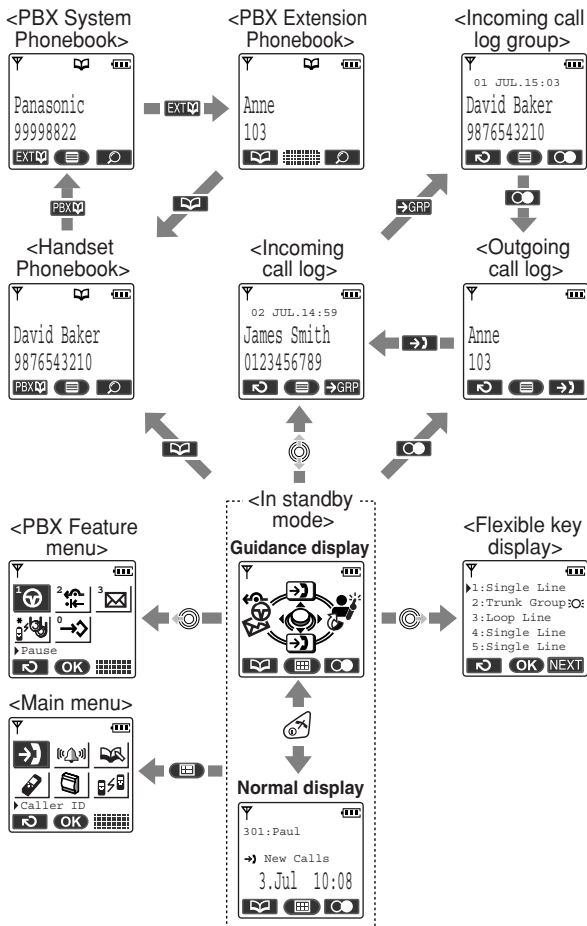 <PBX System
Phonebook>
Panasonic
99998822
EXT
EXT
<PBX Extension
Phonebook>
Anne
103
<Incoming call
log group>
01 JUL.15:03
David Baker
9876543210
PBX
→GRP
<Handset
Phonebook>
David Baker
9876543210
PBX
<Incoming
call log>
02 JUL.14:59
James Smith
0123456789
→GRP
<Outgoing
call log>
Anne
103
<In standby
mode>
Guidance display
<PBX Feature
menu>
1 2 3
* 0
Pause
OK
<Flexible key
display>
1:Single Line
2:Trunk Group
3:Loop Line
4:Single Line
5:Single Line
OK NEXT
<Main menu>
Caller ID
OK
Normal display
301:Paul
New Calls
3.Jul 10:08